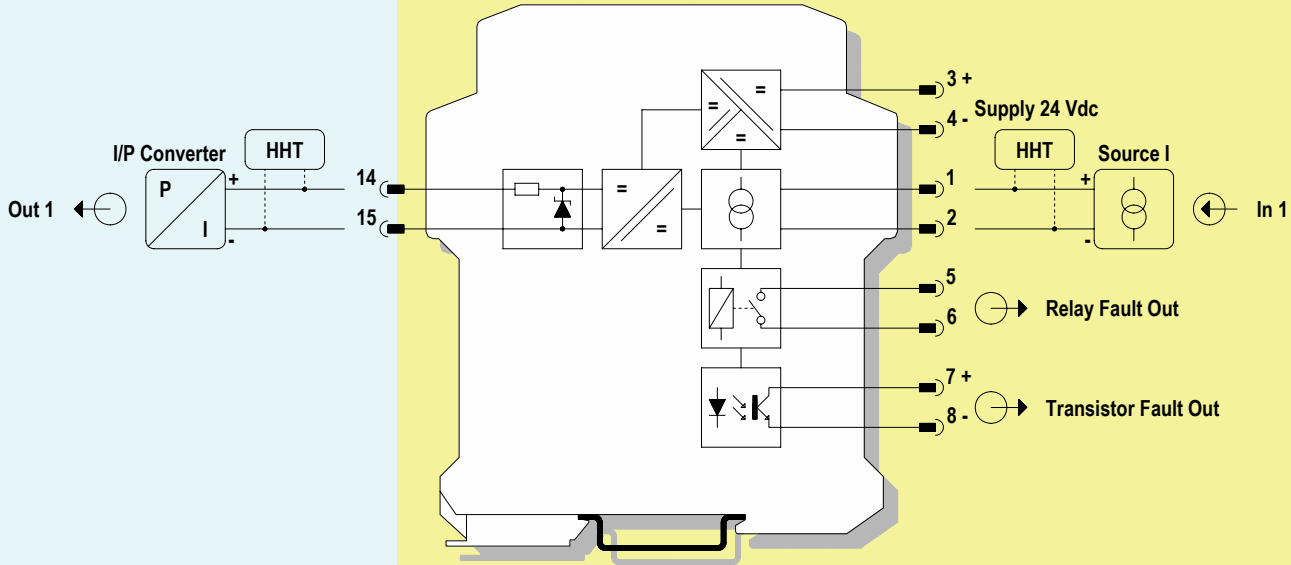 3 +
Supply 24 Vdc
4 -
=
=
=
I/P Converter
HHT
HHT
Source I
P
I
+
-
14
15
=
=
1
2
+
-
Out 1
In 1
5
6
Relay Fault Out
7 +
8 -
Transistor Fault Out